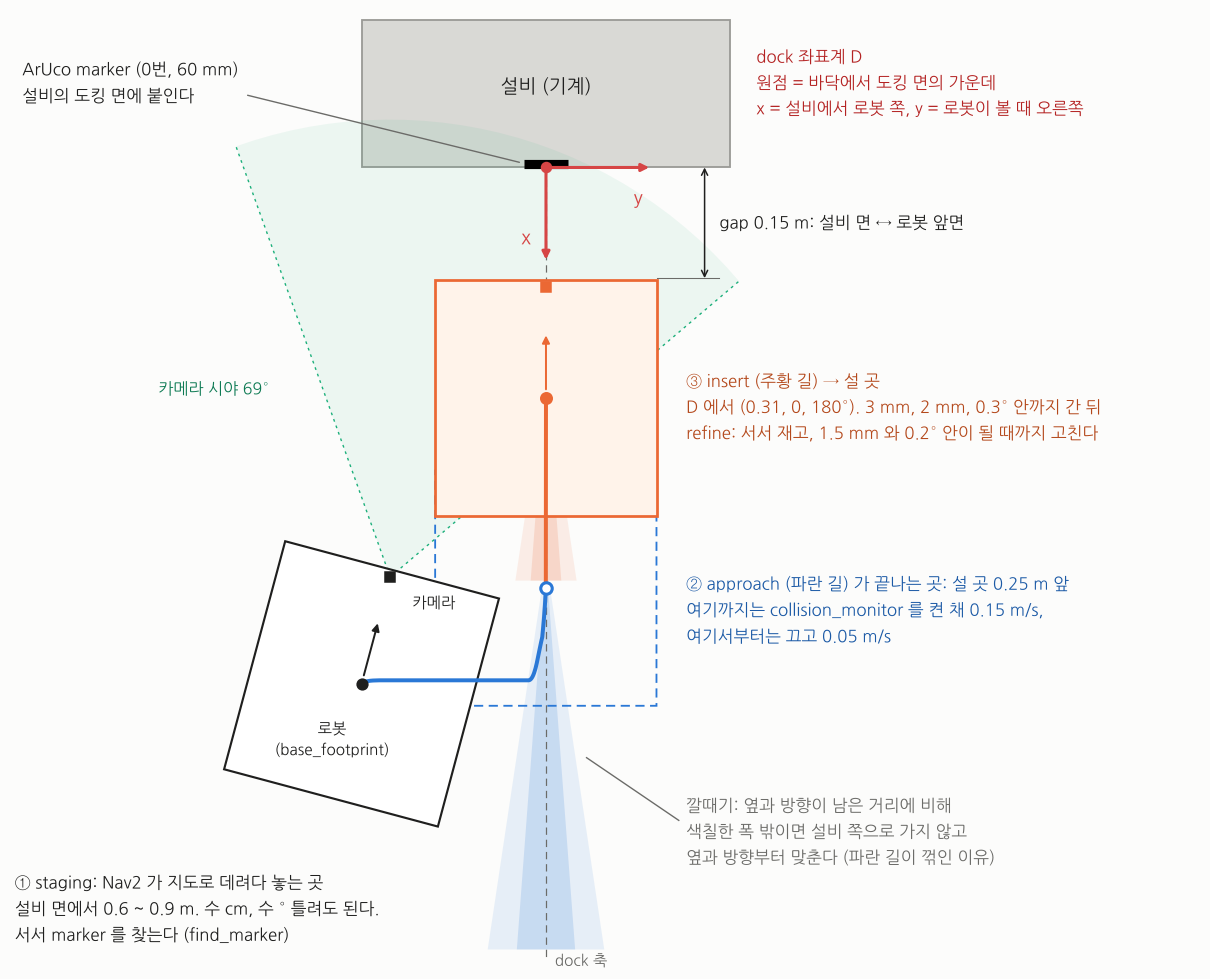 ArUco marker (0번, 60 mm)
설비의 도킹 면에 붙인다
설비 (기계)
dock 좌표계 D
원점 = 바닥에서 도킹 면의 가운데
x = 설비에서 로봇 쪽, y = 로봇이 볼 때 오른쪽
y
x
gap 0.15 m: 설비 면 ↔ 로봇 앞면
카메라 시야 69°
③ insert (주황 길) → 설 곳
D 에서 (0.31, 0, 180°). 3 mm, 2 mm, 0.3° 안까지 간 뒤
refine: 서서 재고, 1.5 mm 와 0.2° 안이 될 때까지 고친다
카메라
② approach (파란 길) 가 끝나는 곳: 설 곳 0.25 m 앞
여기까지는 collision_monitor 를 켠 채 0.15 m/s,
여기서부터는 끄고 0.05 m/s
로봇
(base_footprint)
깔때기: 옆과 방향이 남은 거리에 비해
색칠한 폭 밖이면 설비 쪽으로 가지 않고
옆과 방향부터 맞춘다 (파란 길이 꺾인 이유)
① staging: Nav2 가 지도로 데려다 놓는 곳
설비 면에서 0.6 ~ 0.9 m. 수 cm, 수 ° 틀려도 된다.
서서 marker 를 찾는다 (find_marker)
dock 축